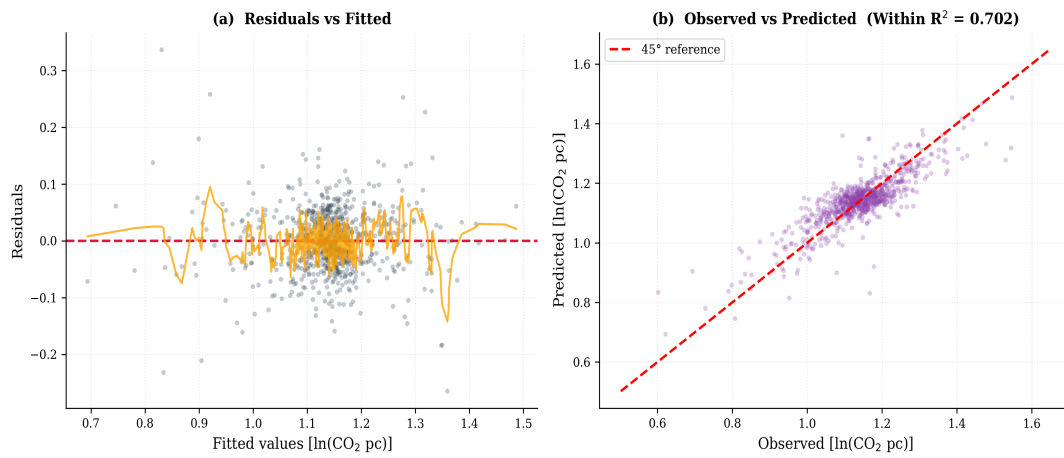 (a) Residuals vs Fitted
Residuals
0.3
0.2
0.1
0.0
−0.1
−0.2
0.7 0.8 0.9 1.0 1.1 1.2 1.3 1.4 1.5
Fitted values [ln(CO₂ pc)]
(b) Observed vs Predicted (Within R² = 0.702)
45° reference
Predicted [ln(CO₂ pc)]
1.6
1.4
1.2
1.0
0.8
0.6
0.6 0.8 1.0 1.2 1.4 1.6
Observed [ln(CO₂ pc)]